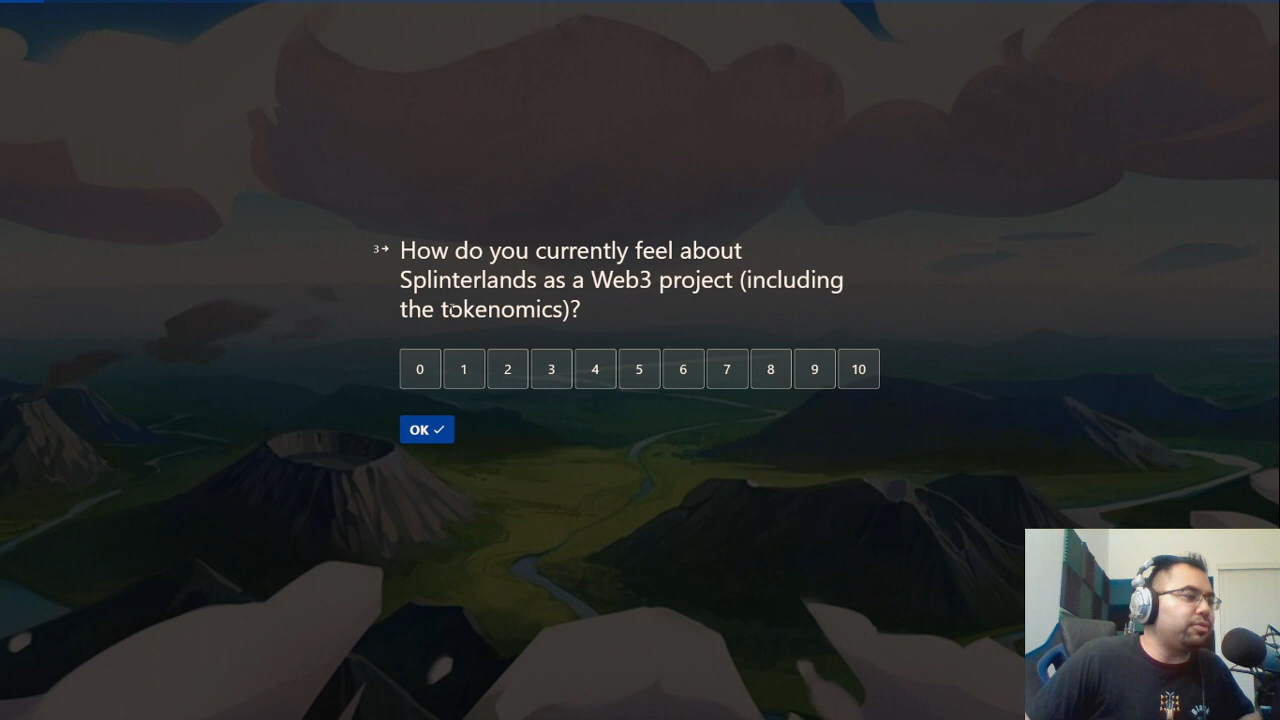 3
How do you currently feel about
Splinterlands as a Web3 project (including
the tokenomics)?
0 1 2 3 4 5 6 7 8 9 10
OK